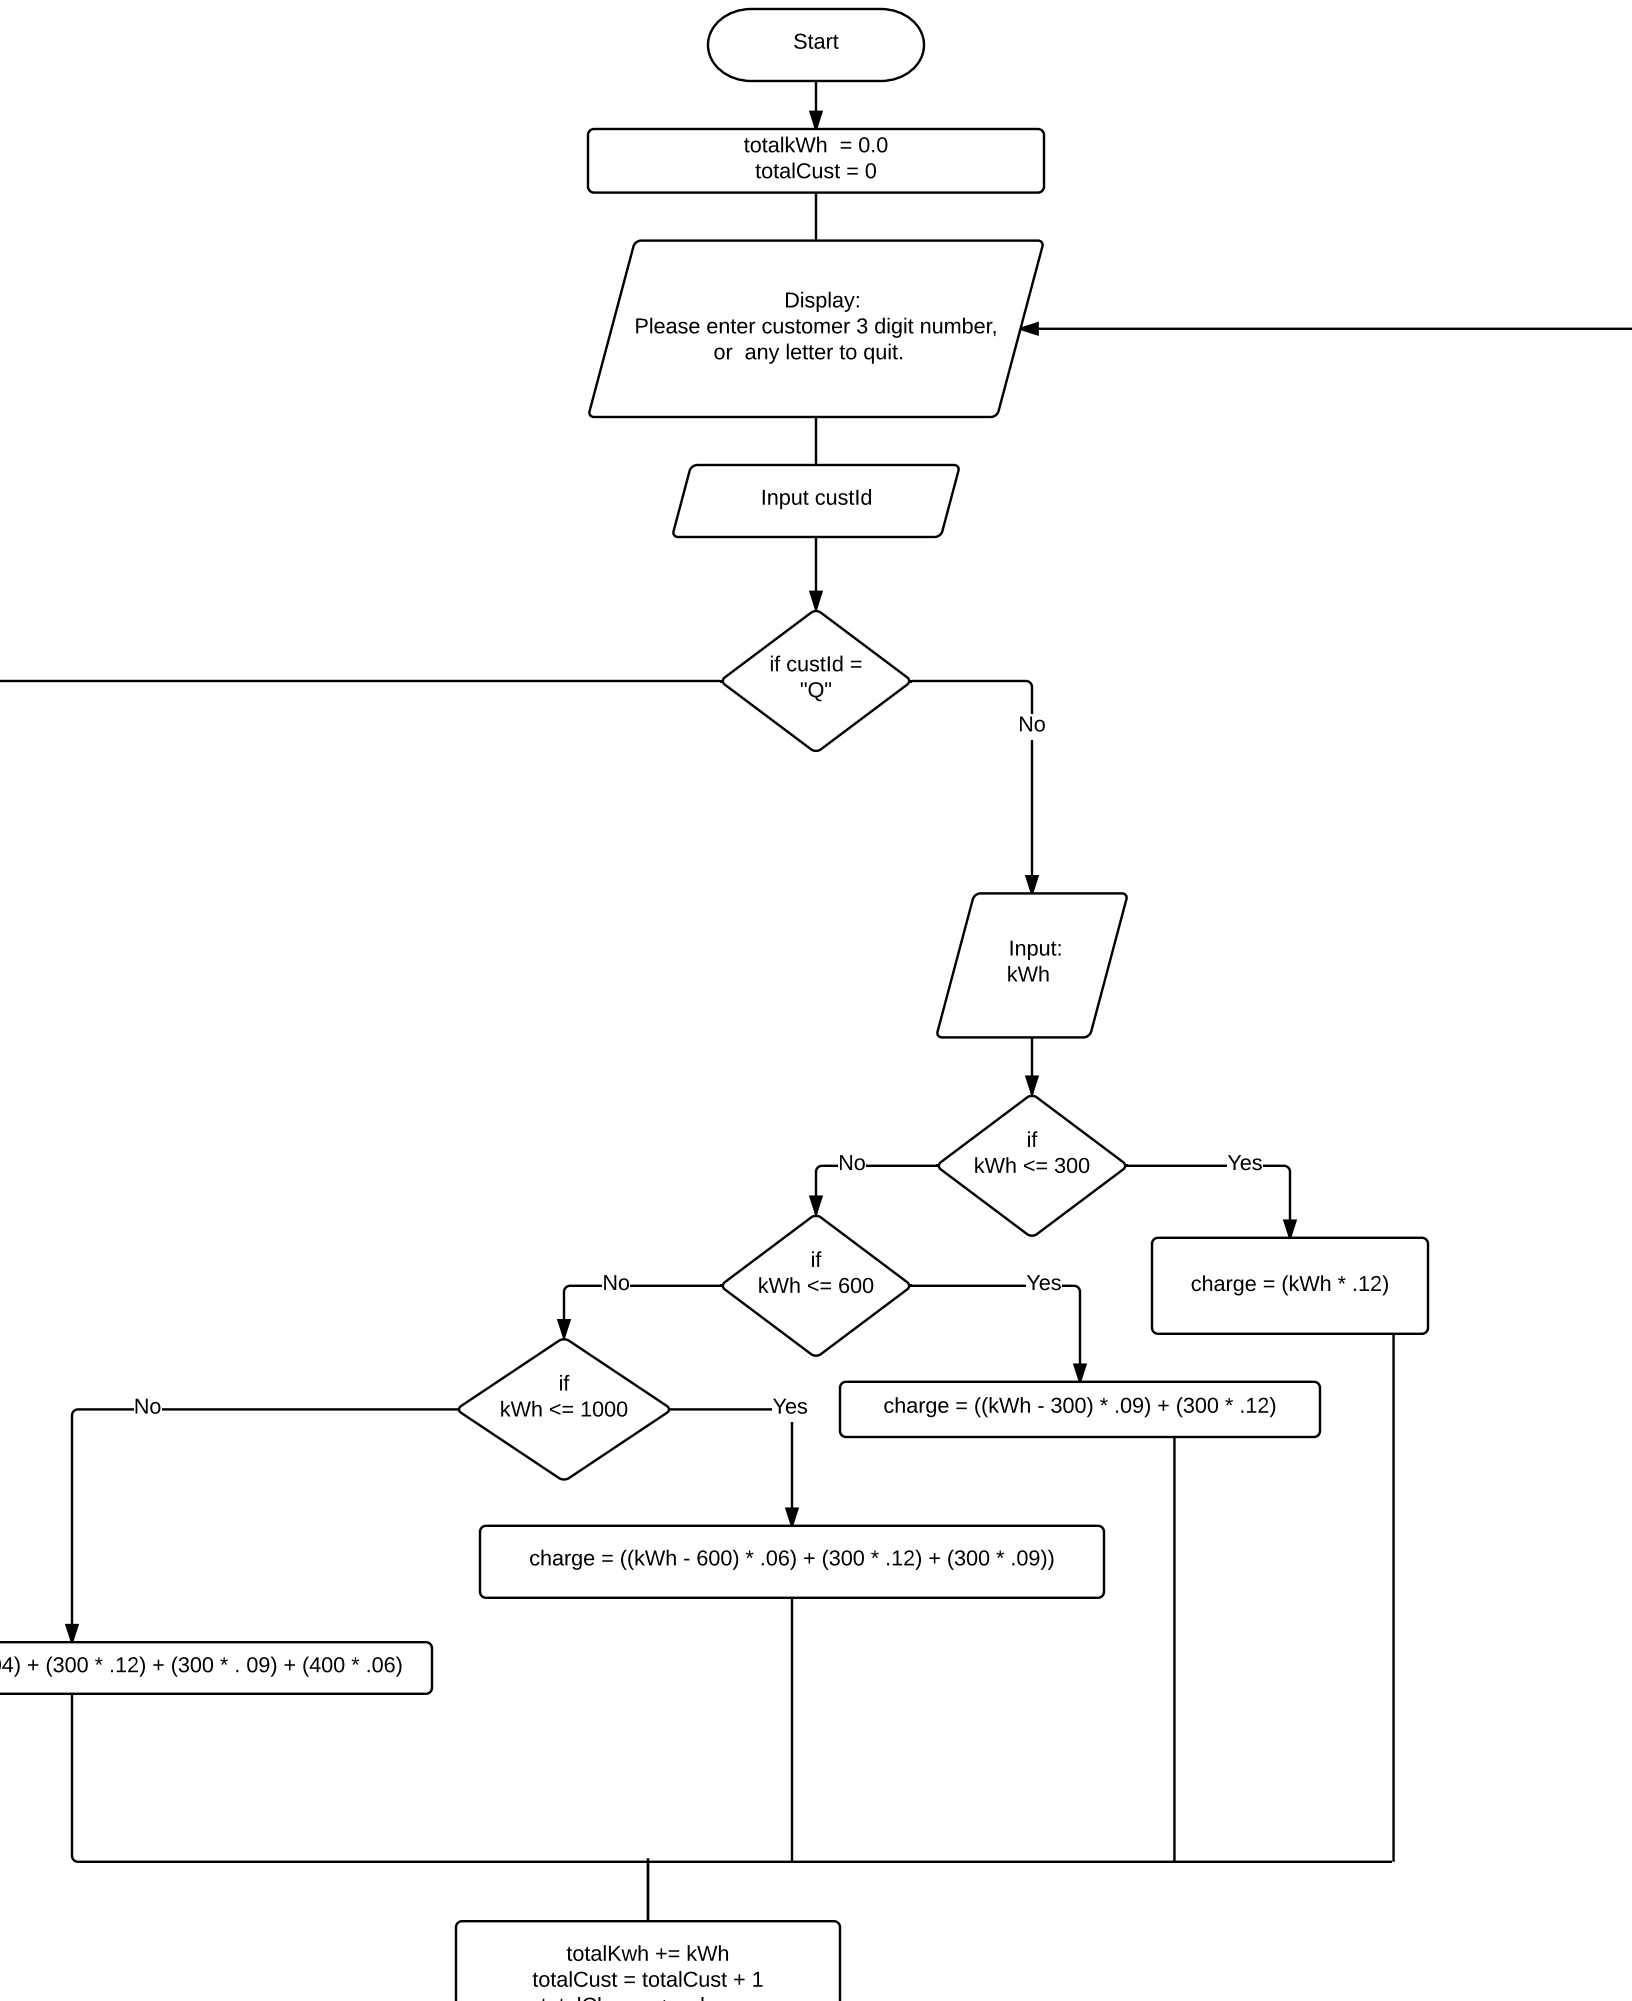 Start
totalkWh  = 0.0
totalCust = 0
Display:
Please enter customer 3 digit number,
or  any letter to quit.
Input custId
if custId =
"Q"
No
Input:
kWh
if
kWh <= 300
No
Yes
if
kWh <= 600
charge = (kWh * .12)
No
Yes
if
kWh <= 1000
charge = ((kWh - 300) * .09) + (300 * .12)
No
Yes
charge = ((kWh - 600) * .06) + (300 * .12) + (300 * .09))
4) + (300 * .12) + (300 * . 09) + (400 * .06)
totalKwh += kWh
totalCust = totalCust + 1